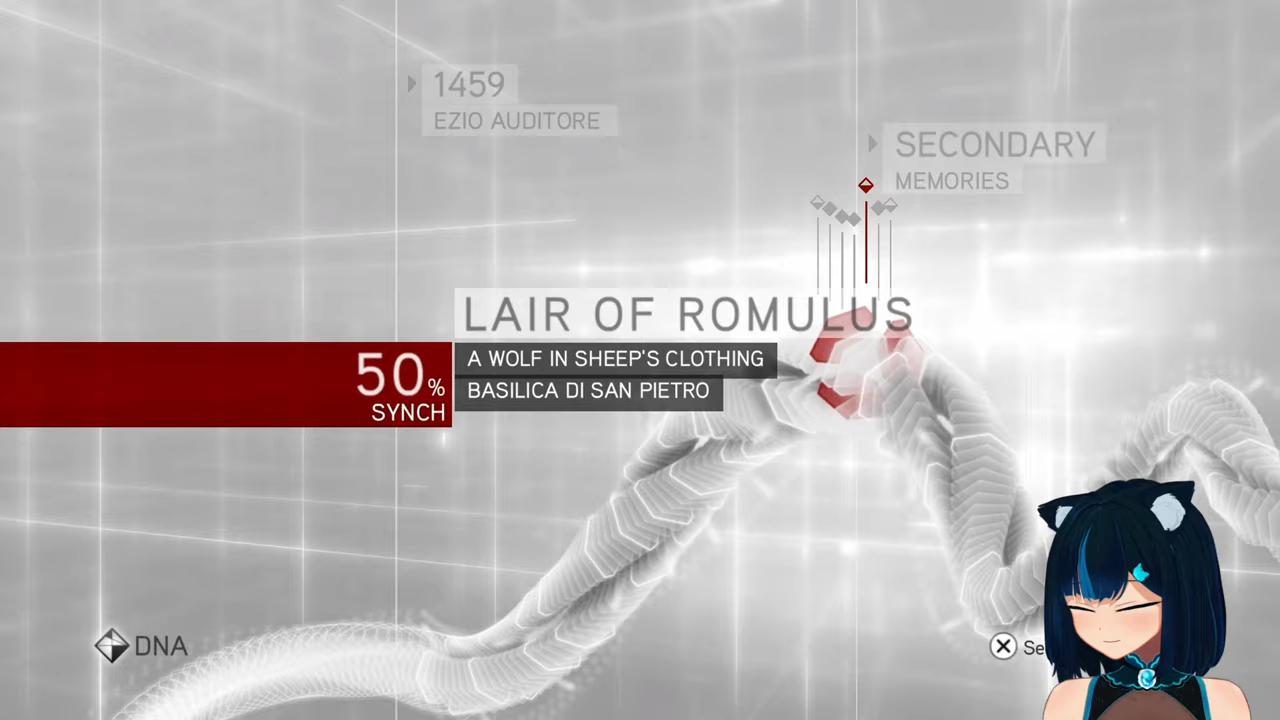 1459
EZIO AUDITORE
SECONDARY
MEMORIES
LAIR OF ROMULUS
50%
SYNCH
A WOLF IN SHEEP'S CLOTHING
BASILICA DI SAN PIETRO
DNA